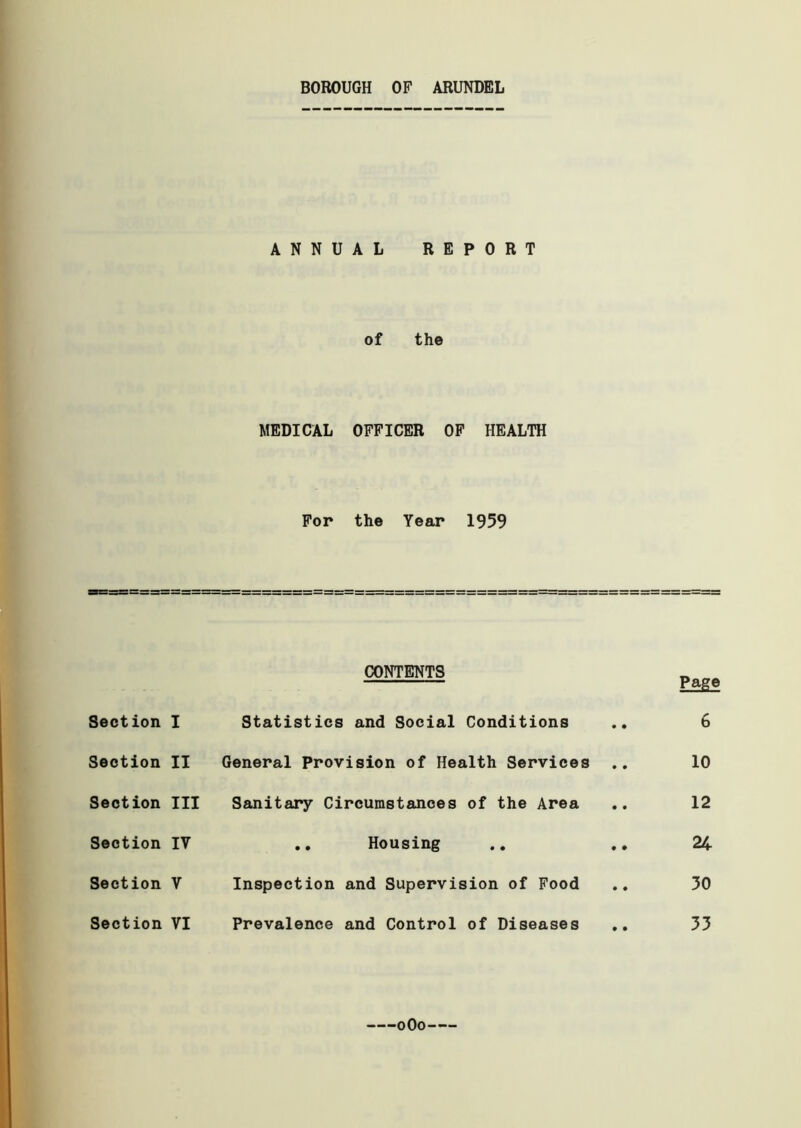 BOROUGH OF ARUNDEL
ANNUAL REPORT
of the
MEDICAL OFFICER OF HEALTH
For the Year 1959
CONTENTS
Page
Section I Statistics and Social Conditions .. 6
Section II General Provision of Health Services .. 10
Section III Sanitary Circumstances of the Area .. 12
Section IV .. Housing .. .. 24
Section V Inspection and Supervision of Food .. 30
Section VI Prevalence and Control of Diseases .. 33
---oOo---